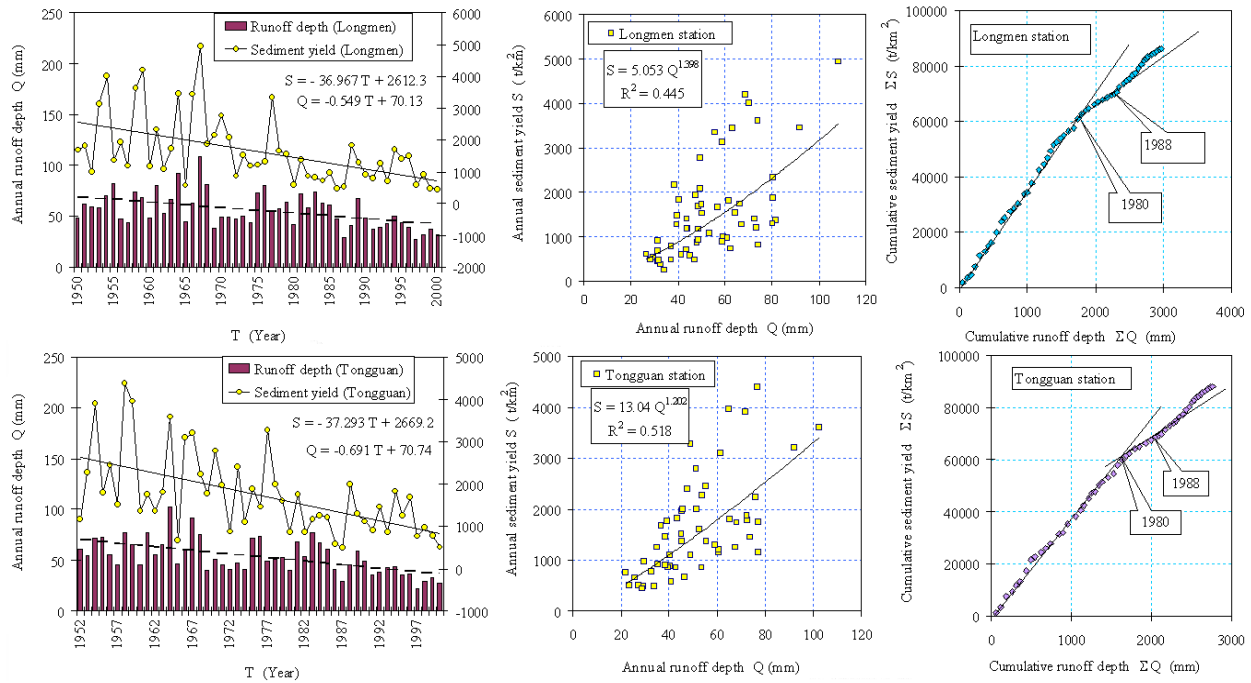 Runoff depth (Longmen)
Sediment yield (Longmen)
S = - 36.967 T + 2612.3
Q = -0.549 T + 70.13
Annual runoff depth Q (mm)
250
200
150
100
50
0
6000
5000
4000
3000
2000
1000
0
-1000
-2000
1950
1955
1960
1965
1970
1975
1980
1985
1990
1995
2000
T (Year)
Longmen station
S = 5.053 Q^1.398
R² = 0.445
Annual sediment yield S (t/km²)
6000
5000
4000
3000
2000
1000
0
0 20 40 60 80 100 120
Annual runoff depth Q (mm)
Longmen station
1988
1980
Cumulative sediment yield ΣS (t/km²)
100000
80000
60000
40000
20000
0
0 1000 2000 3000 4000
Cumulative runoff depth ΣQ (mm)
Runoff depth (Tongguan)
Sediment yield (Tongguan)
S = - 37.293 T + 2669.2
Q = -0.691 T + 70.74
Annual runoff depth Q (mm)
250
200
150
100
50
0
5000
4000
3000
2000
1000
0
-1000
1952
1957
1962
1967
1972
1977
1982
1987
1992
1997
T (Year)
Tongguan station
S = 13.04 Q^1.202
R² = 0.518
Annual sediment yield S (t/km²)
5000
4000
3000
2000
1000
0
0 20 40 60 80 100 120
Annual runoff depth Q (mm)
Tongguan station
1988
1980
Cumulative sediment yield ΣS (t/km²)
100000
80000
60000
40000
20000
0
0 1000 2000 3000
Cumulative runoff depth ΣQ (mm)